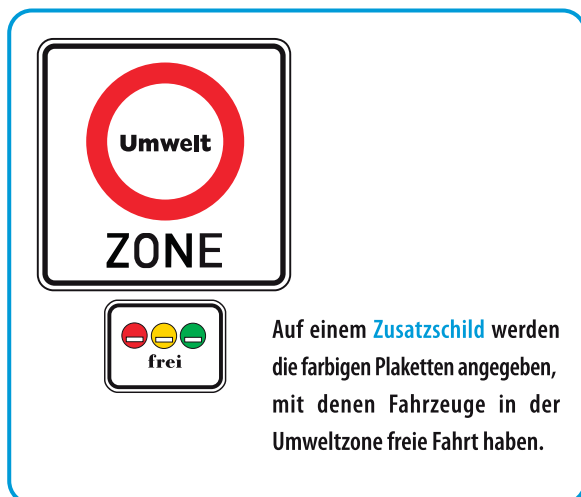 Umwelt
ZONE
frei
Auf einem Zusatzschild werden
die farbigen Plaketten angegeben,
mit denen Fahrzeuge in der
Umweltzone freie Fahrt haben.